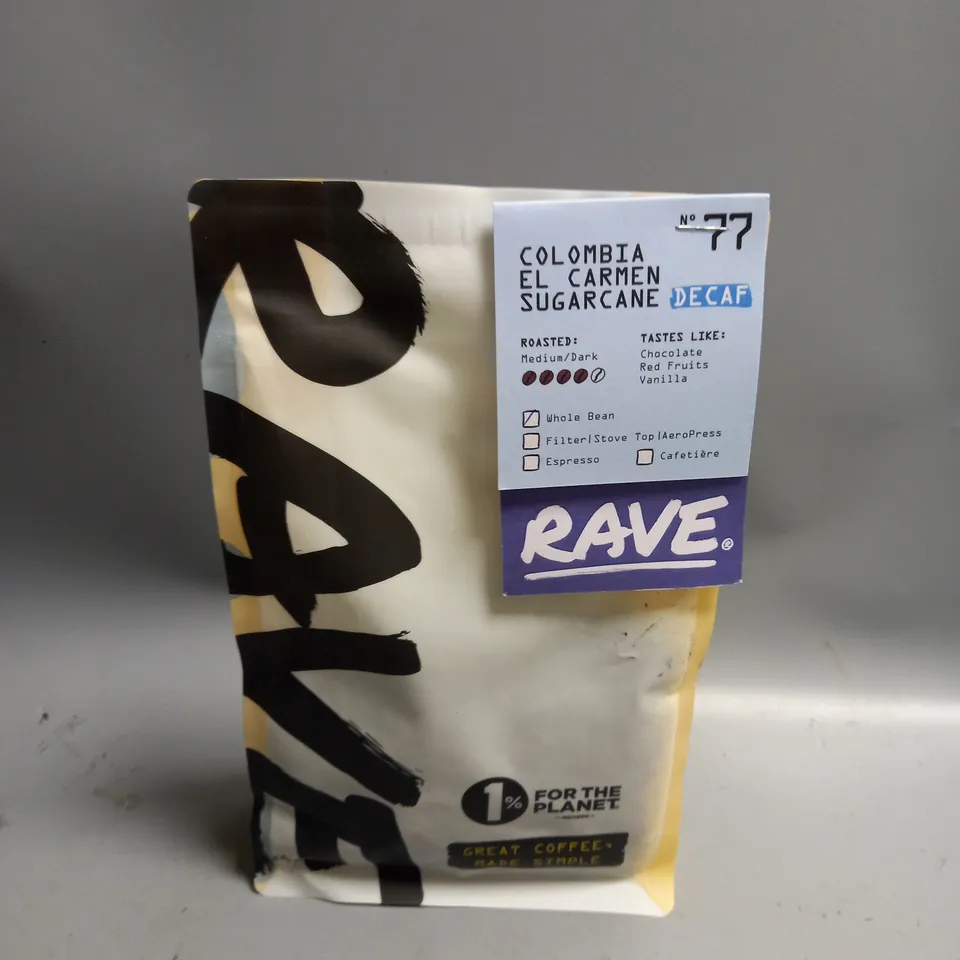 RAVE
Nº 77
COLOMBIA
EL CARMEN
SUGARCANE DECAF
ROASTED:
Medium/Dark
TASTES LIKE:
Chocolate
Red Fruits
Vanilla
Whole Bean
Filter|Stove Top|AeroPress
Espresso
Cafetière
RAVE.®
1% FOR THE
PLANET.
GREAT COFFEE,
MADE SIMPLE